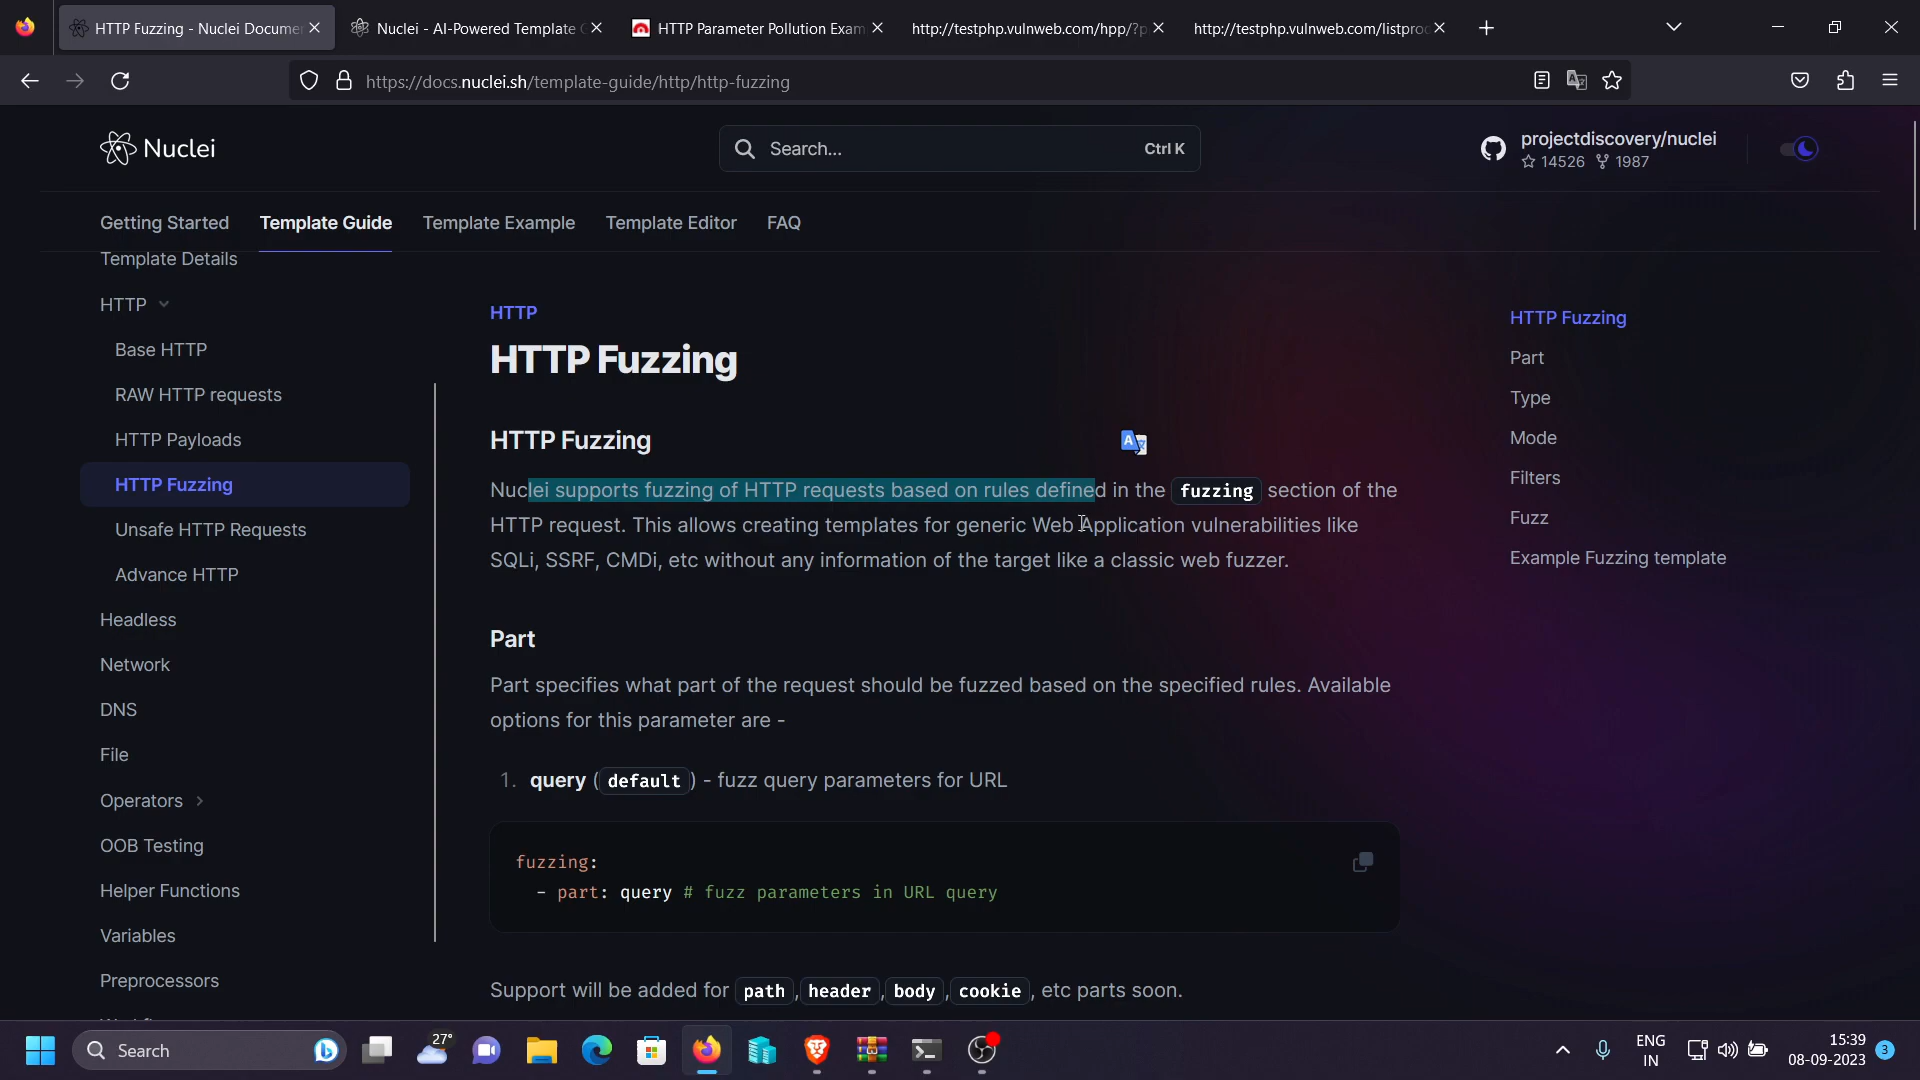 HTTP Fuzzing - Nuclei Docume
Nuclei - AI-Powered Template
HTTP Parameter Pollution Exam
http://testphp.vulnweb.com/hpp/?p
http://testphp.vulnweb.com/listproc
https://docs.nuclei.sh/template-guide/http/http-fuzzing
Nuclei
Search...
Ctrl K
projectdiscovery/nuclei
14526 1987
Getting Started
Template Guide
Template Example
Template Editor
FAQ
Template Details
HTTP
Base HTTP
RAW HTTP requests
HTTP Payloads
HTTP Fuzzing
Unsafe HTTP Requests
Advance HTTP
Headless
Network
DNS
File
Operators
OOB Testing
Helper Functions
Variables
Preprocessors
HTTP
HTTP Fuzzing
HTTP Fuzzing
Nuclei supports fuzzing of HTTP requests based on rules defined in the fuzzing section of the
HTTP request. This allows creating templates for generic Web Application vulnerabilities like
SQLi, SSRF, CMDi, etc without any information of the target like a classic web fuzzer.
Part
Part specifies what part of the request should be fuzzed based on the specified rules. Available
options for this parameter are -
1. query (default) - fuzz query parameters for URL
fuzzing:
- part: query # fuzz parameters in URL query
Support will be added for path, header, body, cookie, etc parts soon.
HTTP Fuzzing
Part
Type
Mode
Filters
Fuzz
Example Fuzzing template
Search
27°
ENG
IN
15:39
08-09-2023
3